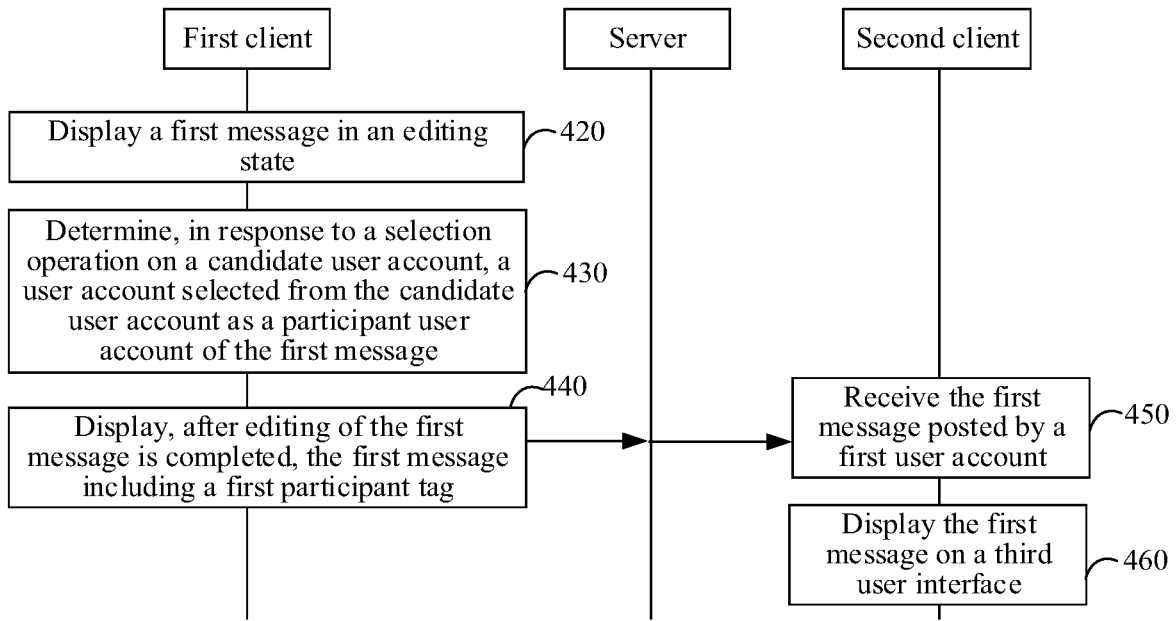 First client
Server
Second client
Display a first message in an editing
state
420
Determine, in response to a selection
operation on a candidate user account, a
user account selected from the candidate
user account as a participant user
account of the first message
430
440
Display, after editing of the first
message is completed, the first message
including a first participant tag
Receive the first
message posted by a
first user account
450
Display the first
message on a third
user interface
460